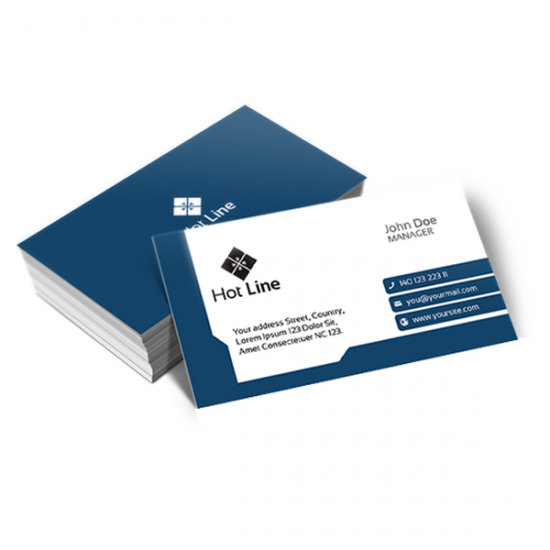 Hot Line
John Doe
MANAGER
Hot Line
140 123 223 11
you@yourmail.com
www.yoursite.com
Your address Street, Country,
Lorem Ipsum 123 Dolor Sit,
Amet Consectetuer NC 123.